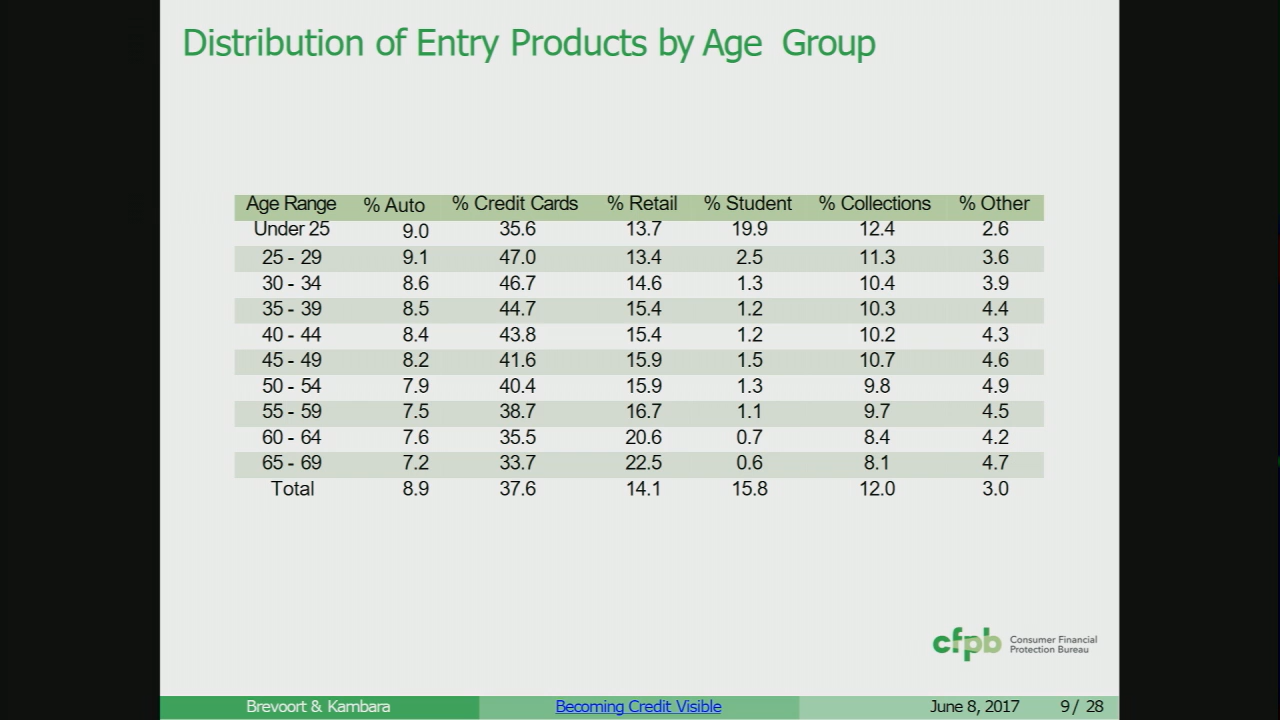 Distribution of Entry Products by Age Group
Age Range % Auto % Credit Cards % Retail % Student % Collections % Other
Under 25 9.0 35.6 13.7 19.9 12.4 2.6
25 - 29 9.1 47.0 13.4 2.5 11.3 3.6
30 - 34 8.6 46.7 14.6 1.3 10.4 3.9
35 - 39 8.5 44.7 15.4 1.2 10.3 4.4
40 - 44 8.4 43.8 15.4 1.2 10.2 4.3
45 - 49 8.2 41.6 15.9 1.5 10.7 4.6
50 - 54 7.9 40.4 15.9 1.3 9.8 4.9
55 - 59 7.5 38.7 16.7 1.1 9.7 4.5
60 - 64 7.6 35.5 20.6 0.7 8.4 4.2
65 - 69 7.2 33.7 22.5 0.6 8.1 4.7
Total 8.9 37.6 14.1 15.8 12.0 3.0
cfpb Consumer Financial
Protection Bureau
Brevoort & Kambara Becoming Credit Visible June 8, 2017 9 / 28